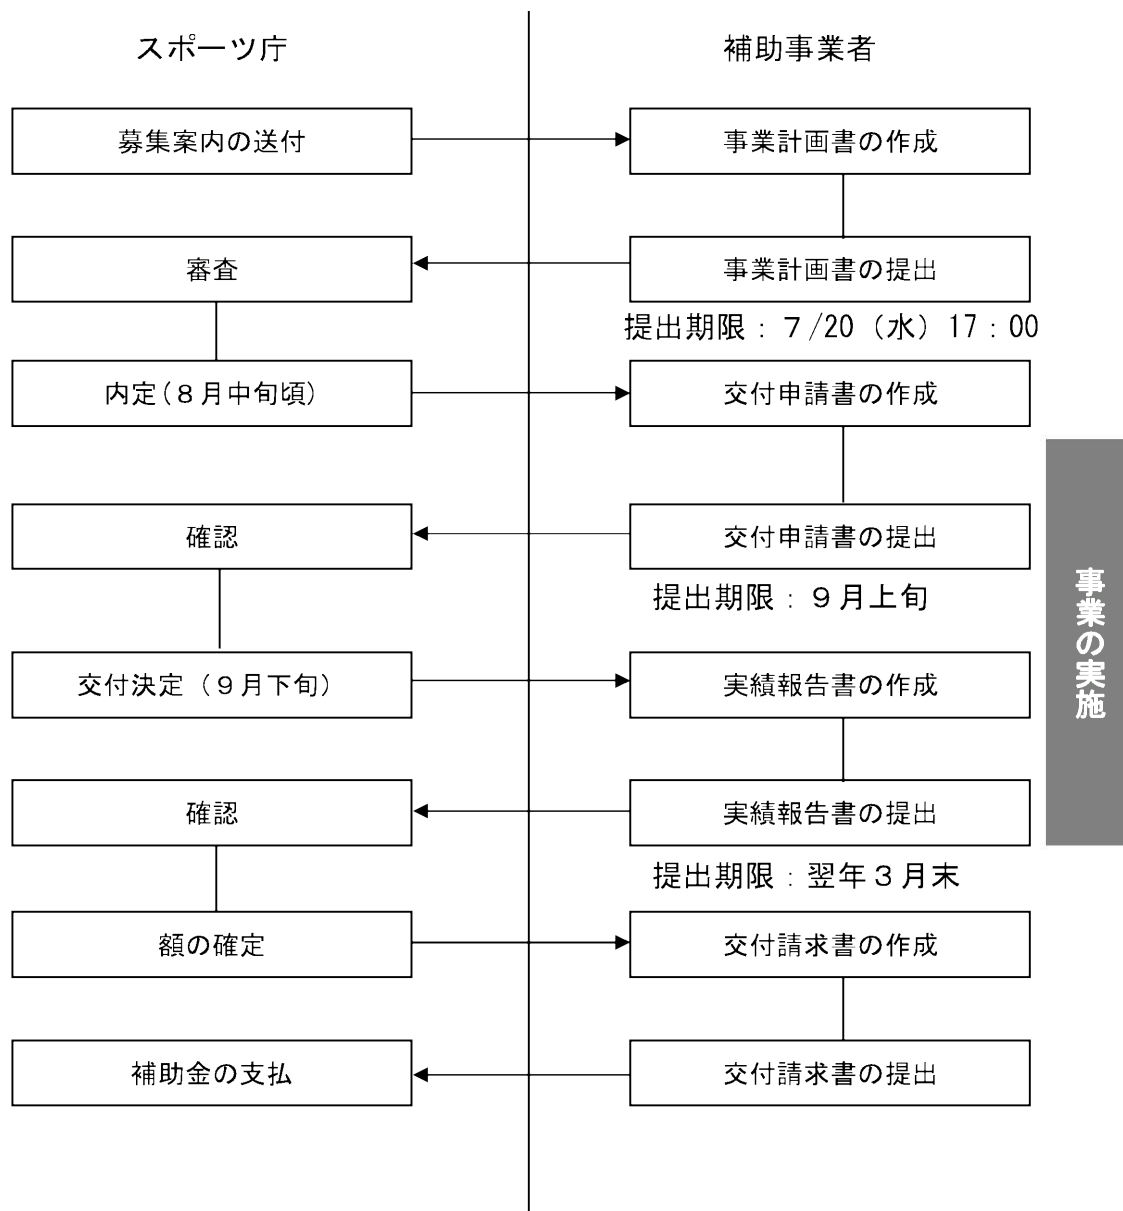 スポーツ庁
補助事業者
募集案内の送付
事業計画書の作成
審査
事業計画書の提出
提出期限：７/20（水）17：00
内定(８月中旬頃)
交付申請書の作成
確認
交付申請書の提出
提出期限：９月上旬
事業の実施
交付決定（９月下旬）
実績報告書の作成
確認
実績報告書の提出
提出期限：翌年３月末
額の確定
交付請求書の作成
補助金の支払
交付請求書の提出